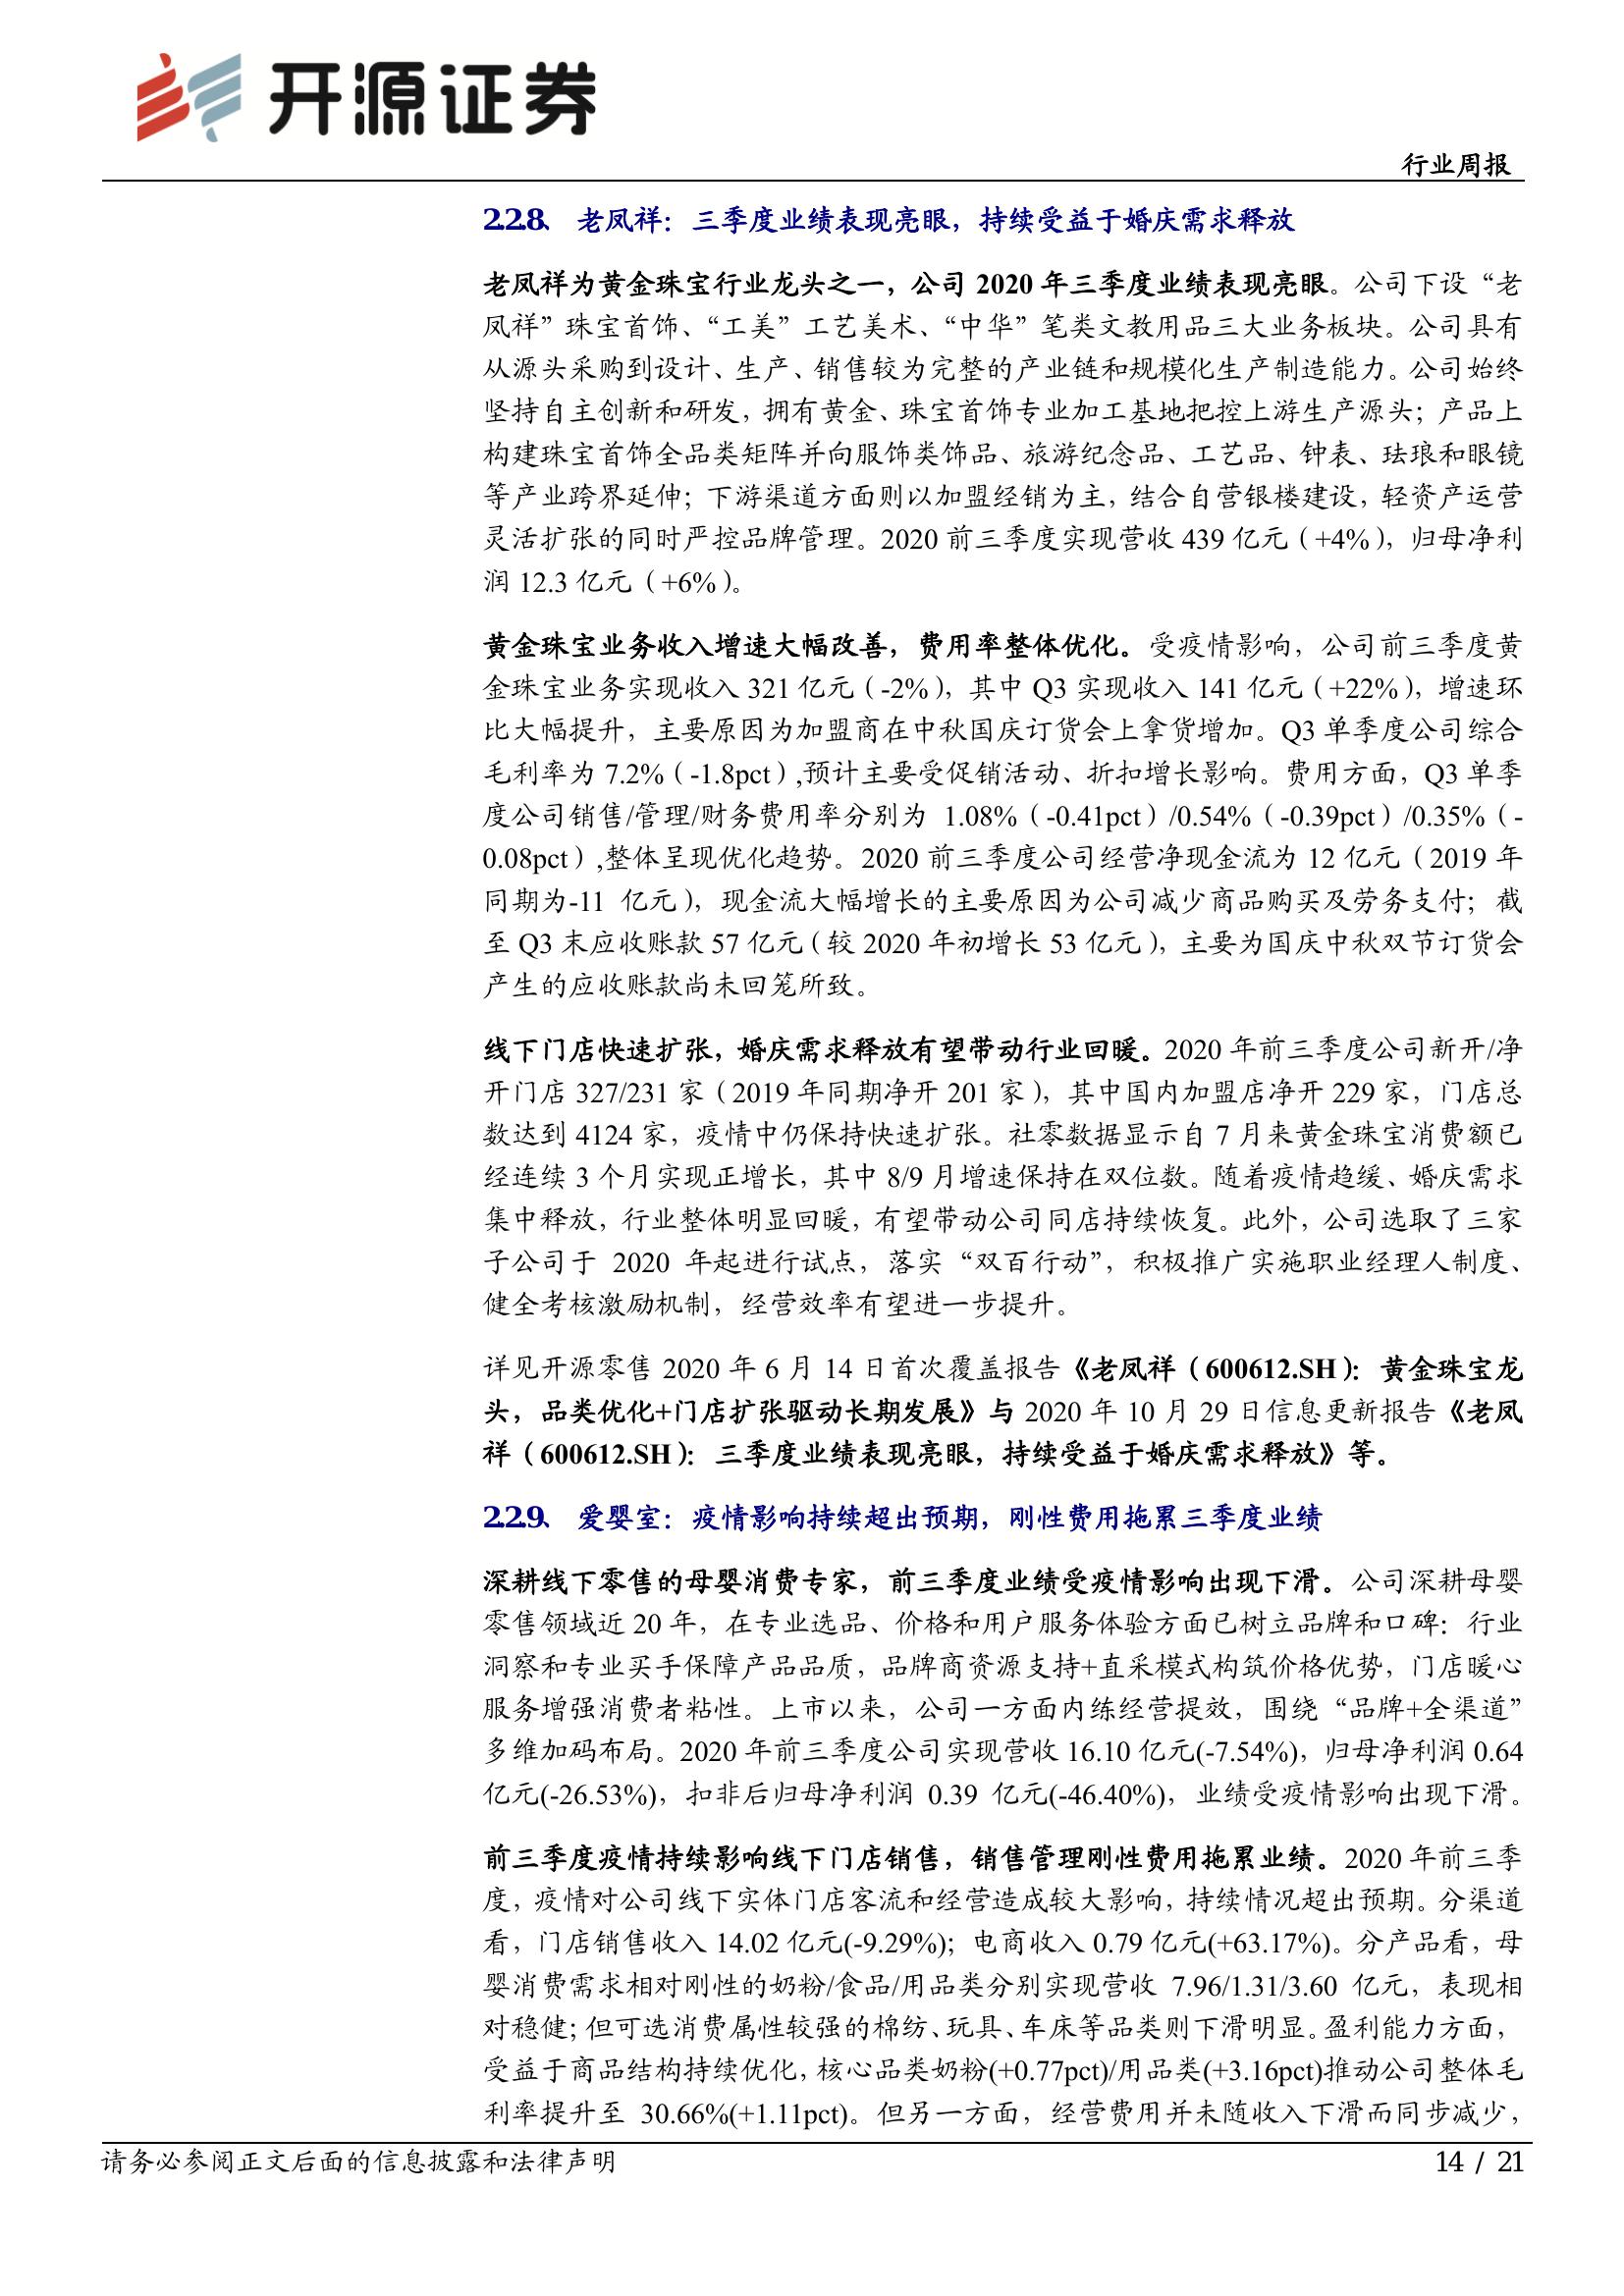 开源证券
行业周报
2.2.8、 老凤祥：三季度业绩表现亮眼，持续受益于婚庆需求释放
老凤祥为黄金珠宝行业龙头之一，公司 2020 年三季度业绩表现亮眼。公司下设“老
凤祥”珠宝首饰、“工美”工艺美术、“中华”笔类文教用品三大业务板块。公司具有
从源头采购到设计、生产、销售较为完整的产业链和规模化生产制造能力。公司始终
坚持自主创新和研发，拥有黄金、珠宝首饰专业加工基地把控上游生产源头；产品上
构建珠宝首饰全品类矩阵并向服饰类饰品、旅游纪念品、工艺品、钟表、珐琅和眼镜
等产业跨界延伸；下游渠道方面则以加盟经销为主，结合自营银楼建设，轻资产运营
灵活扩张的同时严控品牌管理。2020 前三季度实现营收 439 亿元（+4%），归母净利
润 12.3 亿元（+6%）。
黄金珠宝业务收入增速大幅改善，费用率整体优化。受疫情影响，公司前三季度黄
金珠宝业务实现收入 321 亿元（-2%），其中 Q3 实现收入 141 亿元（+22%），增速环
比大幅提升，主要原因为加盟商在中秋国庆订货会上拿货增加。Q3 单季度公司综合
毛利率为 7.2%（-1.8pct）,预计主要受促销活动、折扣增长影响。费用方面，Q3 单季
度公司销售/管理/财务费用率分别为 1.08%（-0.41pct）/0.54%（-0.39pct）/0.35%（-
0.08pct）,整体呈现优化趋势。2020 前三季度公司经营净现金流为 12 亿元（2019 年
同期为-11 亿元），现金流大幅增长的主要原因为公司减少商品购买及劳务支付；截
至 Q3 末应收账款 57 亿元（较 2020 年初增长 53 亿元），主要为国庆中秋双节订货会
产生的应收账款尚未回笼所致。
线下门店快速扩张，婚庆需求释放有望带动行业回暖。2020 年前三季度公司新开/净
开门店 327/231 家（2019 年同期净开 201 家），其中国内加盟店净开 229 家，门店总
数达到 4124 家，疫情中仍保持快速扩张。社零数据显示自 7 月来黄金珠宝消费额已
经连续 3 个月实现正增长，其中 8/9 月增速保持在双位数。随着疫情趋缓、婚庆需求
集中释放，行业整体明显回暖，有望带动公司同店持续恢复。此外，公司选取了三家
子公司于 2020 年起进行试点，落实“双百行动”，积极推广实施职业经理人制度、
健全考核激励机制，经营效率有望进一步提升。
详见开源零售 2020 年 6 月 14 日首次覆盖报告《老凤祥（600612.SH）：黄金珠宝龙
头，品类优化+门店扩张驱动长期发展》与 2020 年 10 月 29 日信息更新报告《老凤
祥（600612.SH）：三季度业绩表现亮眼，持续受益于婚庆需求释放》等。
2.2.9、 爱婴室：疫情影响持续超出预期，刚性费用拖累三季度业绩
深耕线下零售的母婴消费专家，前三季度业绩受疫情影响出现下滑。公司深耕母婴
零售领域近 20 年，在专业选品、价格和用户服务体验方面已树立品牌和口碑：行业
洞察和专业买手保障产品品质，品牌商资源支持+直采模式构筑价格优势，门店暖心
服务增强消费者粘性。上市以来，公司一方面内练经营提效，围绕“品牌+全渠道”
多维加码布局。2020 年前三季度公司实现营收 16.10 亿元(-7.54%)，归母净利润 0.64
亿元(-26.53%)，扣非后归母净利润 0.39 亿元(-46.40%)，业绩受疫情影响出现下滑。
前三季度疫情持续影响线下门店销售，销售管理刚性费用拖累业绩。2020 年前三季
度，疫情对公司线下实体门店客流和经营造成较大影响，持续情况超出预期。分渠道
看，门店销售收入 14.02 亿元(-9.29%)；电商收入 0.79 亿元(+63.17%)。分产品看，母
婴消费需求相对刚性的奶粉/食品/用品类分别实现营收 7.96/1.31/3.60 亿元，表现相
对稳健；但可选消费属性较强的棉纺、玩具、车床等品类则下滑明显。盈利能力方面，
受益于商品结构持续优化，核心品类奶粉(+0.77pct)/用品类(+3.16pct)推动公司整体毛
利率提升至 30.66%(+1.11pct)。但另一方面，经营费用并未随收入下滑而同步减少，
请务必参阅正文后面的信息披露和法律声明
14 / 21